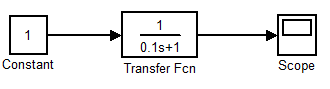 1
Constant
1
0.1s+1
Transfer Fcn
Scope